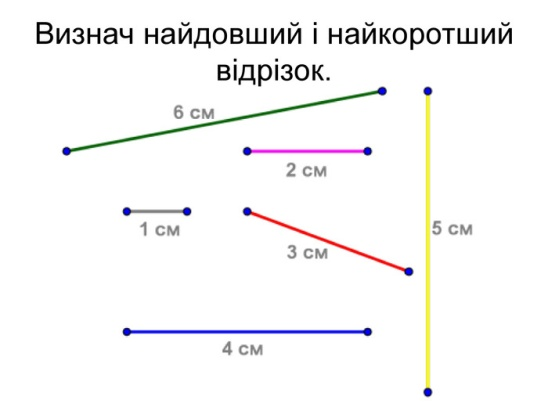 Визнач найдовший і найкоротший
відрізок.
6 см
2 см
1 см
3 см
5 см
4 см